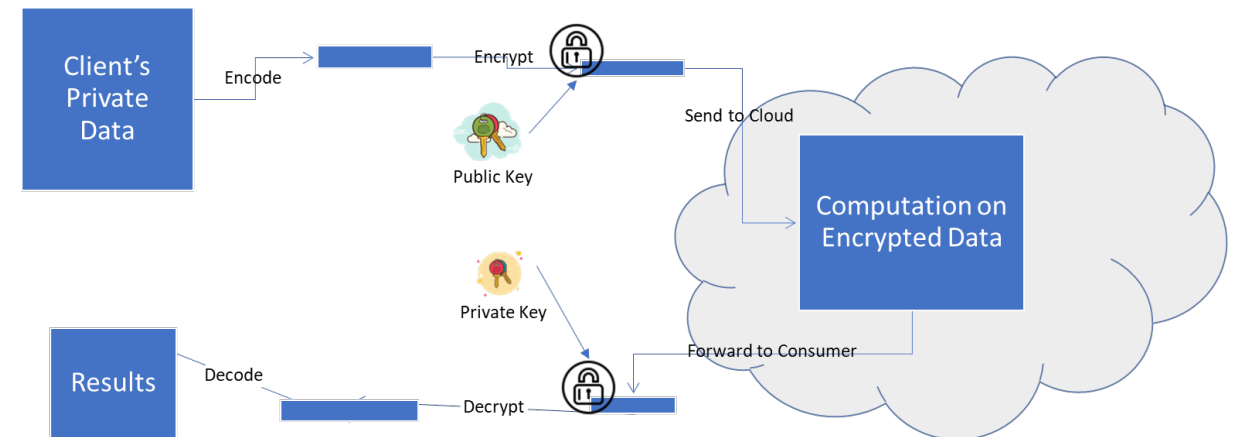 Client's
Private
Data
Encode
Encrypt
Public Key
Send to Cloud
Computation on
Encrypted Data
Private Key
Forward to Consumer
Results
Decode
Decrypt